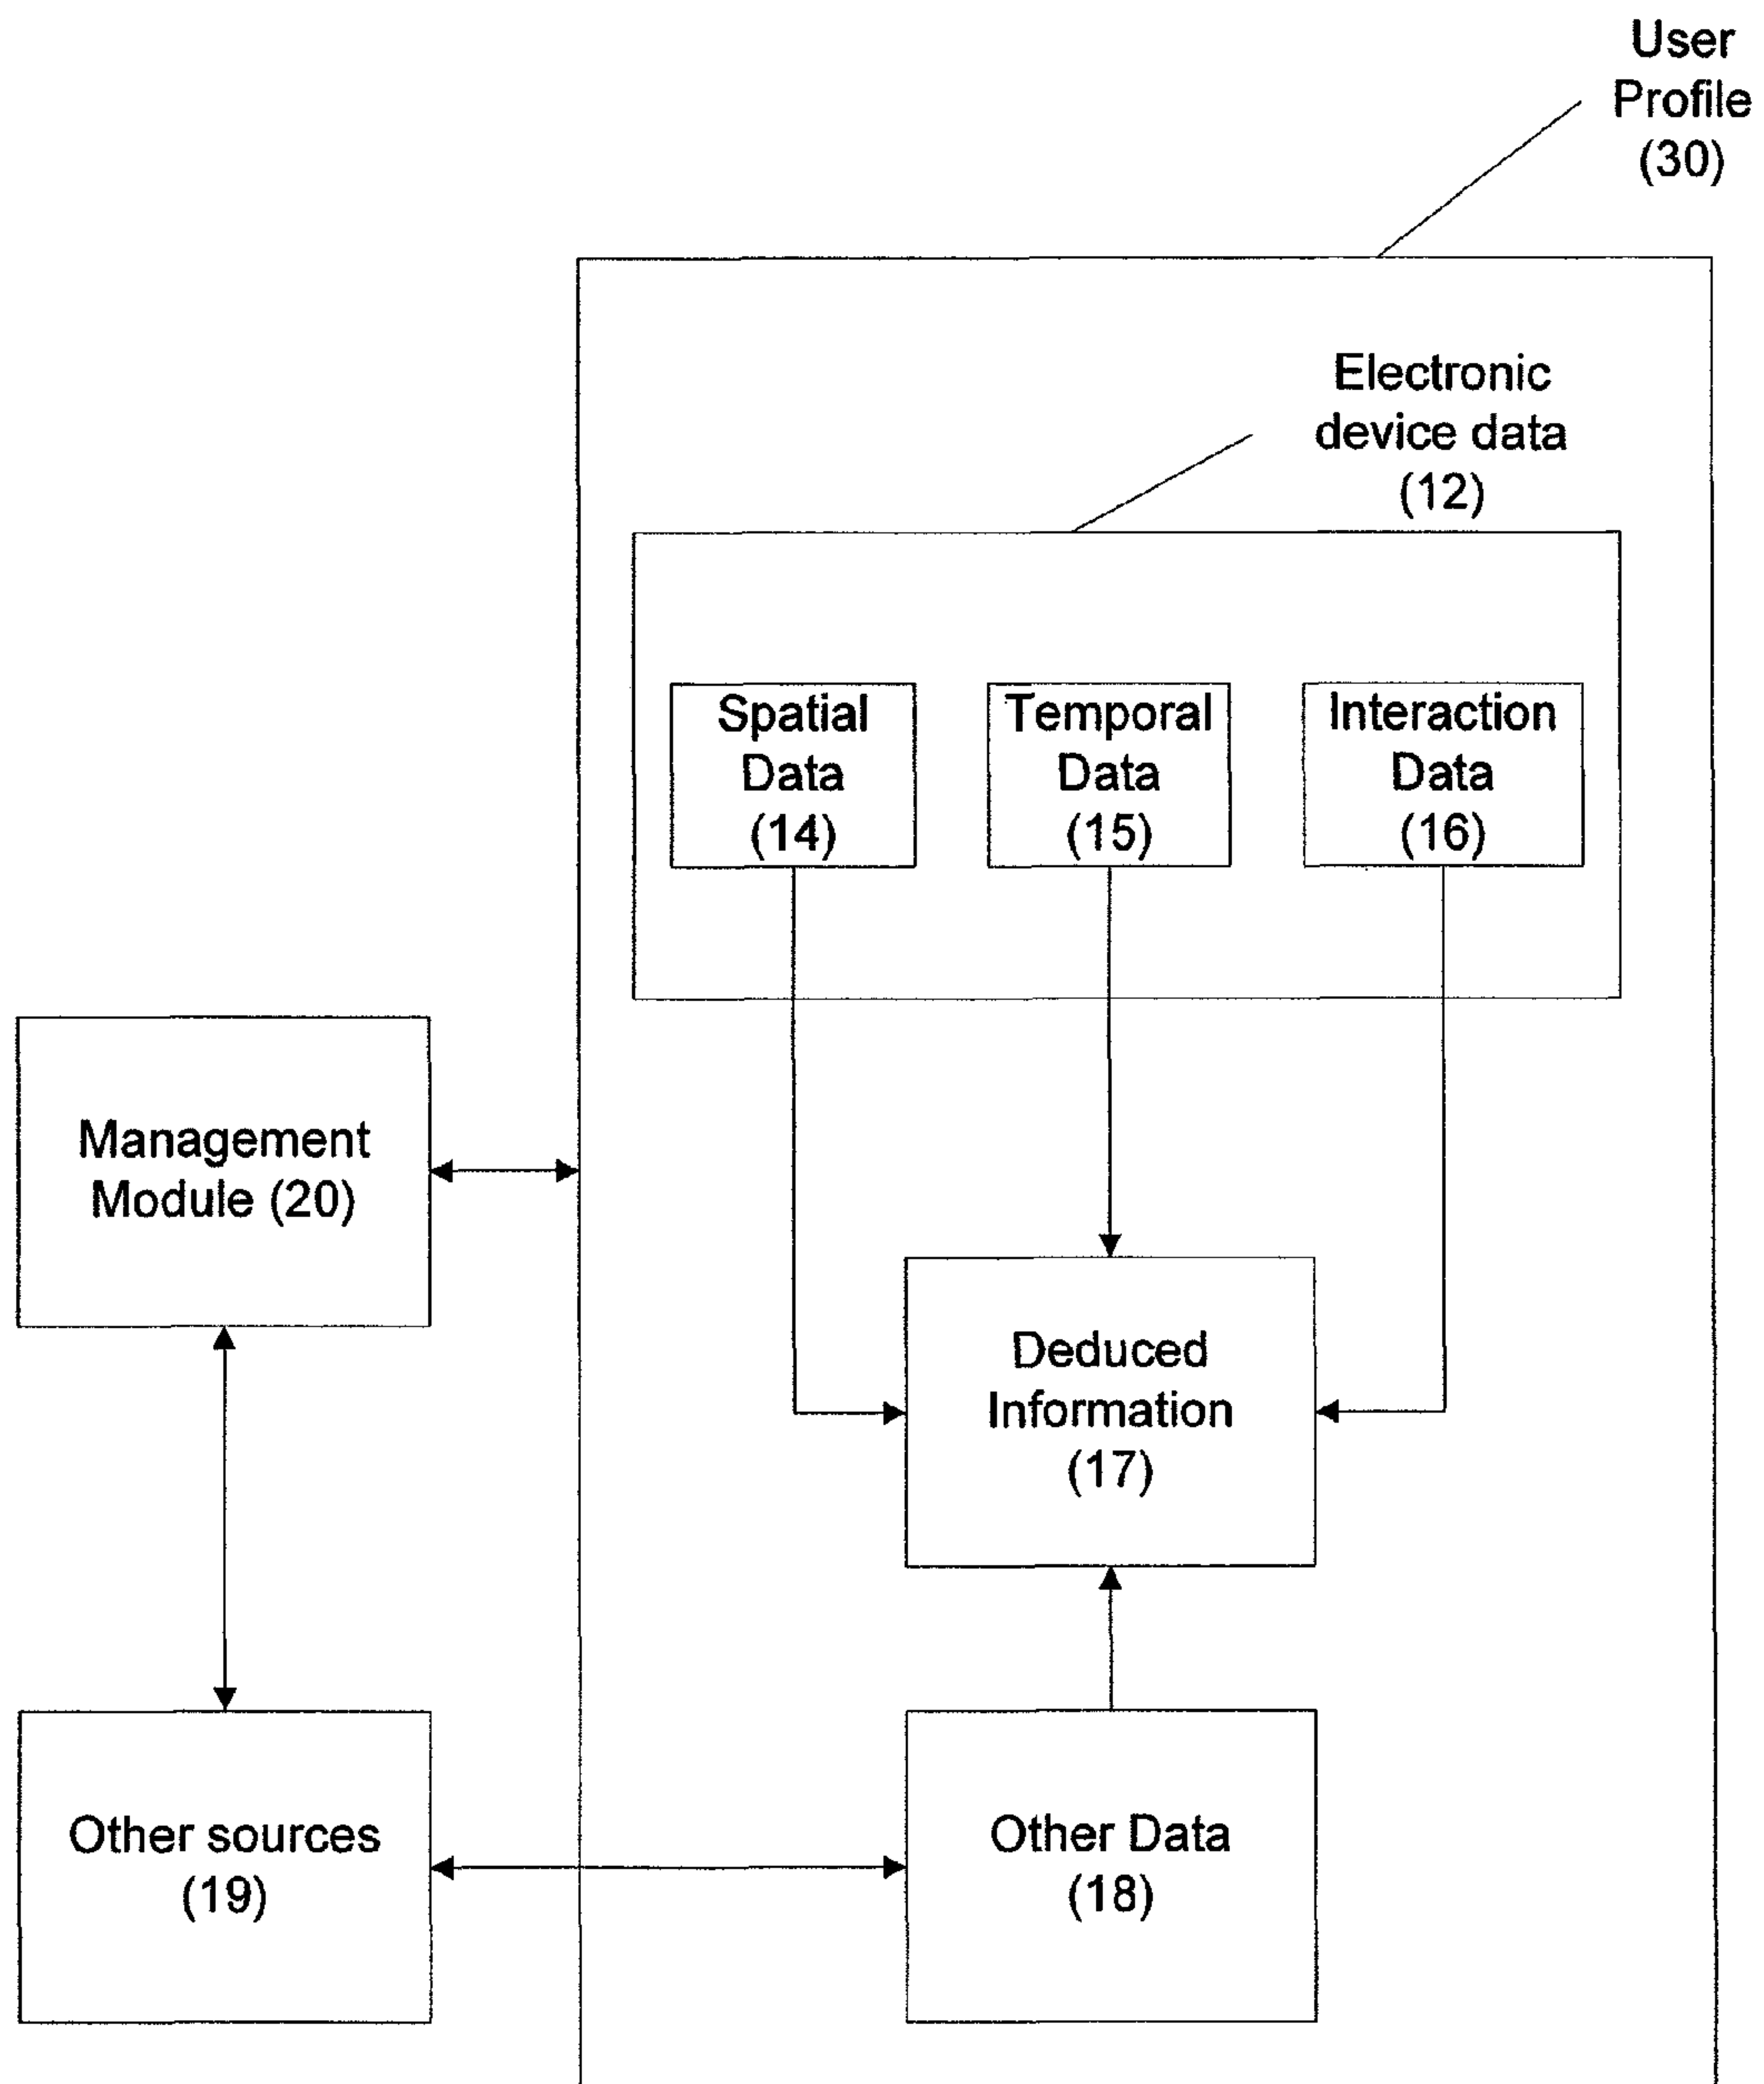 User
Profile
(30)
Electronic
device data
(12)
Spatial
Data
(14)
Temporal
Data
(15)
Interaction
Data
(16)
Management
Module (20)
Deduced
Information
(17)
Other sources
(19)
Other Data
(18)